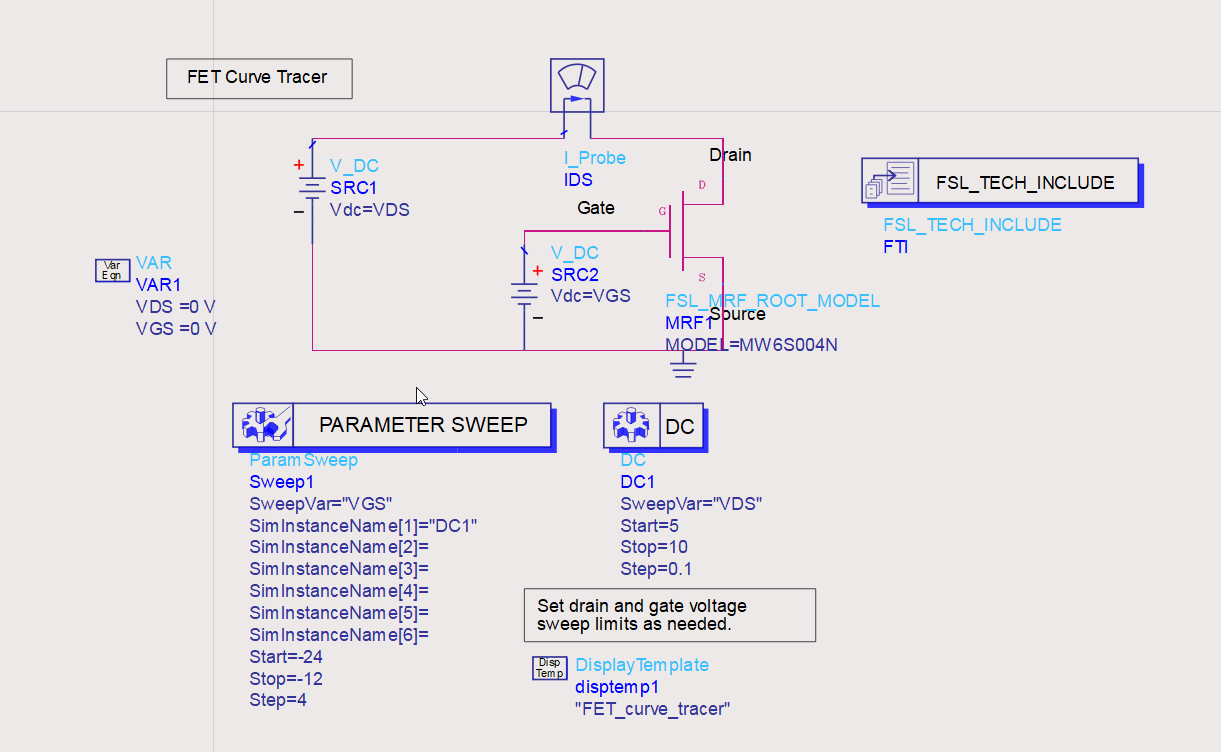 FET Curve Tracer
I_Probe
IDS
Drain
D
Gate
G
S
Source
V_DC
SRC1
Vdc=VDS
+
−
V_DC
SRC2
Vdc=VGS
+
−
FSL_MRF_ROOT_MODEL
MRF1
MODEL=MW6S004N
FSL_TECH_INCLUDE
FSL_TECH_INCLUDE
FTI
Var
Eqn
VAR
VAR1
VDS =0 V
VGS =0 V
PARAMETER SWEEP
ParamSweep
Sweep1
SweepVar="VGS"
SimInstanceName[1]="DC1"
SimInstanceName[2]=
SimInstanceName[3]=
SimInstanceName[4]=
SimInstanceName[5]=
SimInstanceName[6]=
Start=-24
Stop=-12
Step=4
DC
DC
DC1
SweepVar="VDS"
Start=5
Stop=10
Step=0.1
Set drain and gate voltage
sweep limits as needed.
Disp
Temp
DisplayTemplate
disptemp1
"FET_curve_tracer"